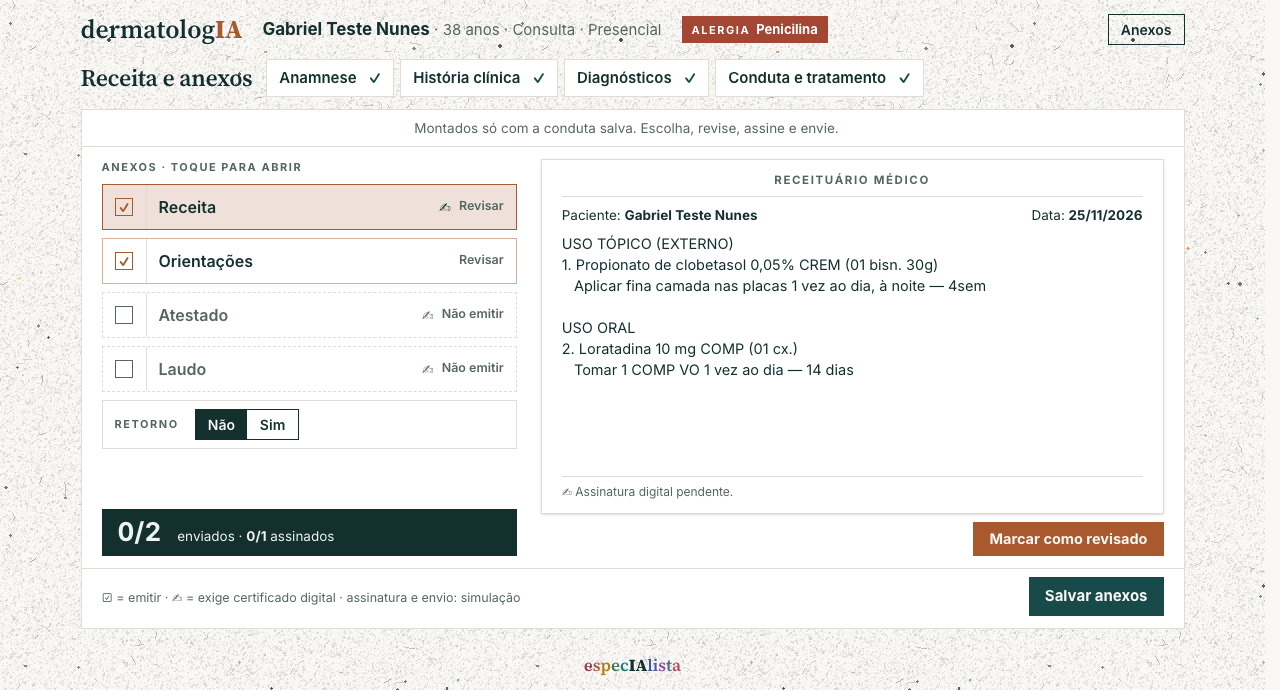 dermatologIA Gabriel Teste Nunes · 38 anos · Consulta · Presencial ALERGIA Penicilina Anexos
Receita e anexos Anamnese ✓ História clínica ✓ Diagnósticos ✓ Conduta e tratamento ✓
Montados só com a conduta salva. Escolha, revise, assine e envie.
ANEXOS · TOQUE PARA ABRIR
Receita ✍ Revisar
Orientações Revisar
Atestado ✍ Não emitir
Laudo ✍ Não emitir
RETORNO Não Sim
0/2 enviados · 0/1 assinados
RECEITUÁRIO MÉDICO
Paciente: Gabriel Teste Nunes Data: 25/11/2026
USO TÓPICO (EXTERNO)
1. Propionato de clobetasol 0,05% CREM (01 bisn. 30g)
Aplicar fina camada nas placas 1 vez ao dia, à noite — 4sem
USO ORAL
2. Loratadina 10 mg COMP (01 cx.)
Tomar 1 COMP VO 1 vez ao dia — 14 dias
✍ Assinatura digital pendente.
Marcar como revisado
☑ = emitir · ✍ = exige certificado digital · assinatura e envio: simulação
Salvar anexos
especIAlista